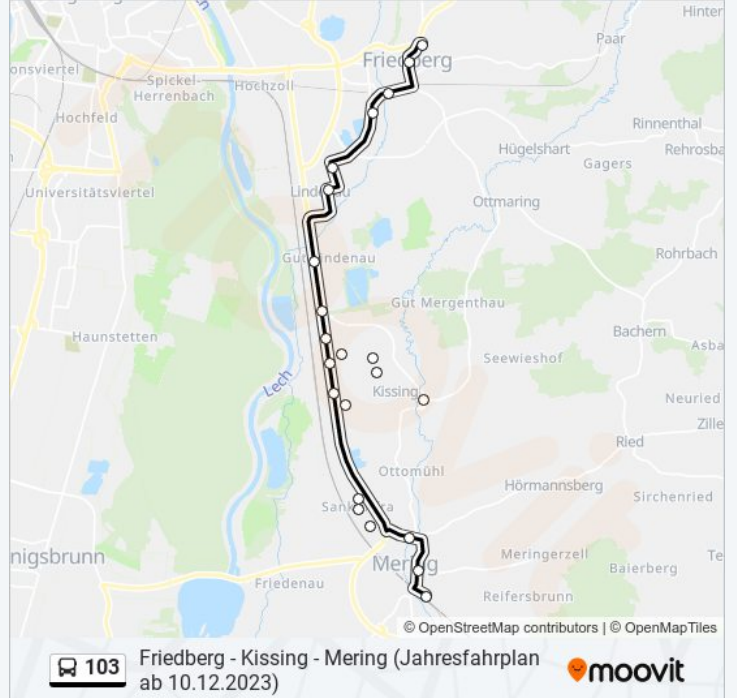 Hinter
Paar
Friedberg
onsviertel
Spickel-
Herrenbach
Hochzoll
Hochfeld
Rinnenthal
Hügelshart
Rehrosba
Gagers
Universitätsviertel
Lindenau
Ottmaring
Gut Lindenau
Rohrbach
Gut Mergenthau
Haunstetten
Bachern
Asba
Seewieshof
Lech
Kissing
Neuried
Zille
Ried
Ottomühl
Hörmannsberg
Sirchenried
nigsbrunn
Mering
Meringerzell
Te
Baierberg
Friedenau
Reifersbrunn
© OpenStreetMap contributors | © OpenMapTiles
103
Friedberg - Kissing - Mering (Jahresfahrplan
ab 10.12.2023)
moovit